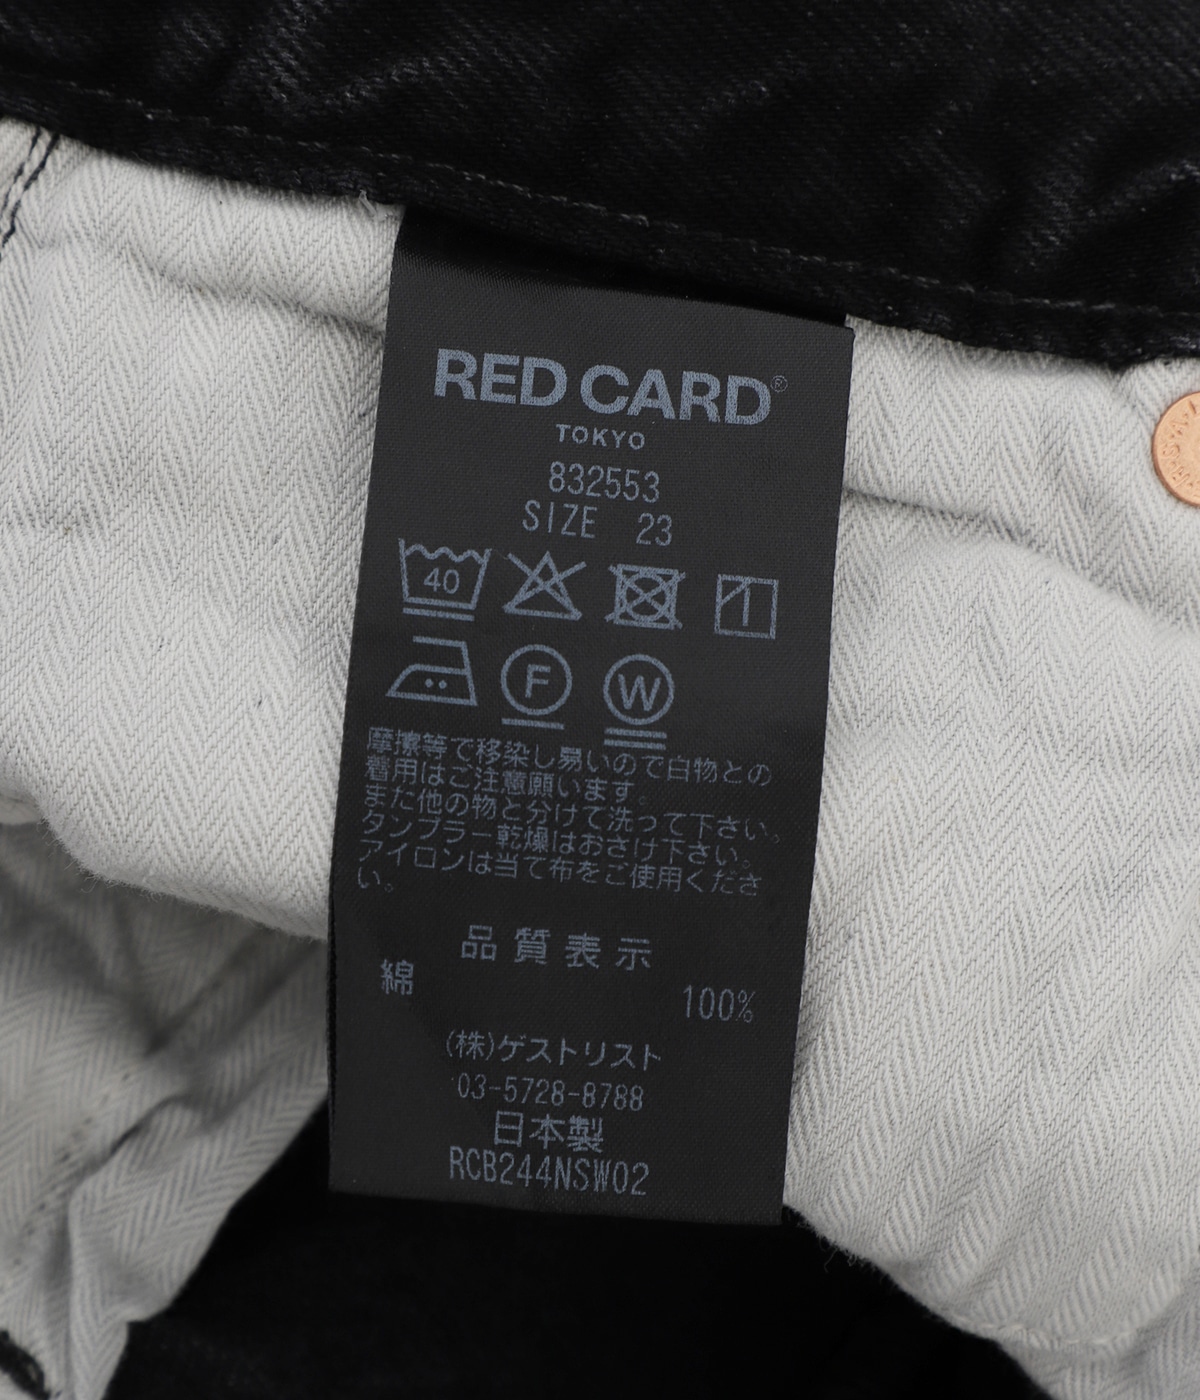 RED CARD®
TOKYO
832553
SIZE 23
40
F W
摩擦等で移染し易いので白物との
着用はご注意願います。
また他の物と分けて洗って下さい。
タンブラー乾燥はおさけ下さい。
アイロンは当て布をご使用くださ
い。
品質表示
綿 100%
(株)ゲストリスト
03-5728-8788
日本製
RCB244NSW02